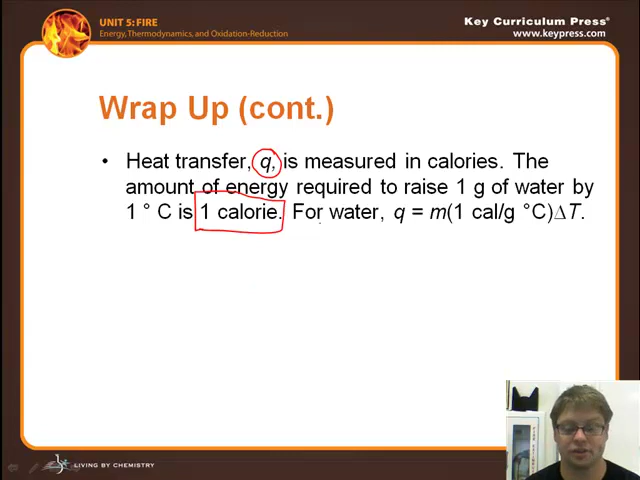 UNIT 5: FIRE
Energy, Thermodynamics, and Oxidation-Reduction
Key Curriculum Press®
www.keypress.com
Wrap Up (cont.)
• Heat transfer, q, is measured in calories. The
amount of energy required to raise 1 g of water by
1 ° C is 1 calorie. For water, q = m(1 cal/g °C)∆T.
LIVING BY CHEMISTRY